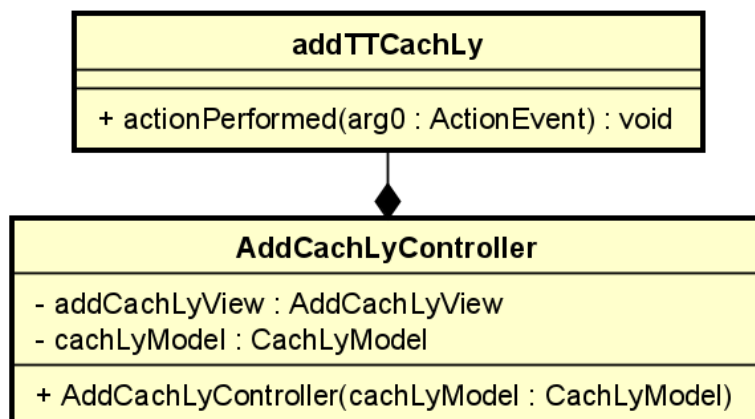 addTTCachLy
+ actionPerformed(arg0 : ActionEvent) : void
AddCachLyController
- addCachLyView : AddCachLyView
- cachLyModel : CachLyModel
+ AddCachLyController(cachLyModel : CachLyModel)